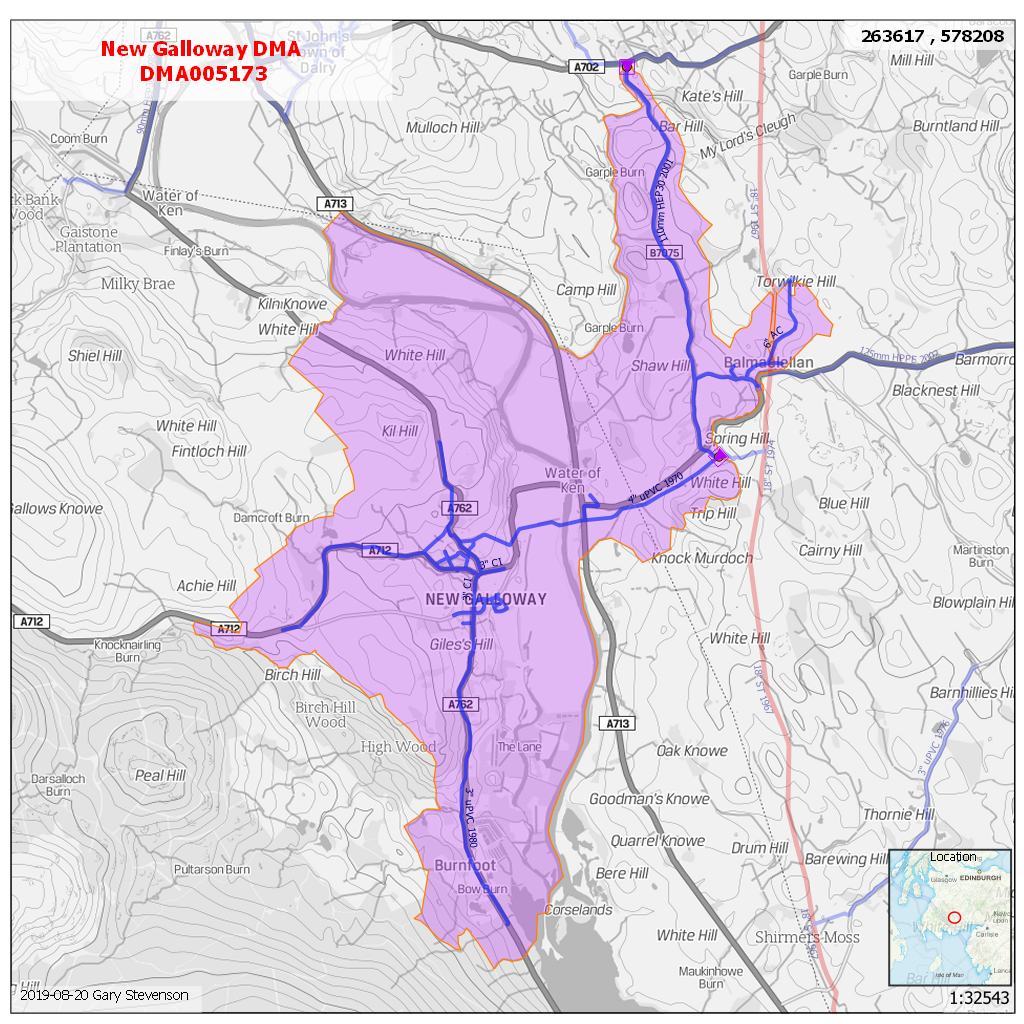 New Galloway DMA
DMA005173
263617 , 578208
A762
St John's
Town of
Dalry
A702
Mill Hill
Garple Burn
Kate's Hill
Bar Hill
My Lord's Cleugh
Burntland Hill
Mulloch Hill
Coom Burn
Garple Burn
110mm HEP30 2001
18" ST 1967
Water of
Ken
A713
Gaistone
Plantation
Finlay's Burn
B7075
Milky Brae
Camp Hill
Torwilkie Hill
Kiln Knowe
White Hill
Garple Burn
6" AC
Shiel Hill
White Hill
Shaw Hill
Balmaclellan
Blacknest Hill
White Hill
Kil Hill
Fintloch Hill
Spring Hill
18" ST 1974
Water of
Ken
White Hill
4" uPVC 1970
A762
Damcroft Burn
Trip Hill
Blue Hill
A712
3" CI
Knock Murdoch
Cairny Hill
Martinston
Burn
Achie Hill
NEW GALLOWAY
Blowplain Hill
A712
A712
Knocknairling
Burn
Giles's Hill
White Hill
Birch Hill
18" ST 1967
Birch Hill
Wood
A762
A713
Barnhillies Hill
High Wood
The Lane
Oak Knowe
3" uPVC 1976
Peal Hill
Darsalloch
Burn
3" uPVC 1980
Goodman's Knowe
Thornie Hill
Quarrel Knowe
Drum Hill
Barewing Hill
Burnfoot
Pultarson Burn
Bere Hill
Bow Burn
Corselands
White Hill
Shirmers Moss
Maukinhowe
Burn
Location
Glasgow
EDINBURGH
Carlisle
Isle of Man
2019-08-20 Gary Stevenson
1:32543